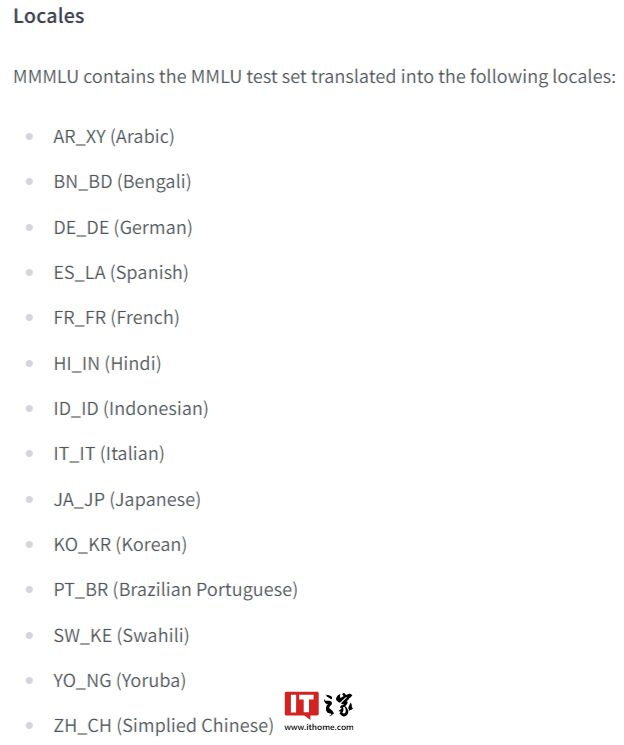 Locales
MMMLU contains the MMLU test set translated into the following locales:
AR_XY (Arabic)
BN_BD (Bengali)
DE_DE (German)
ES_LA (Spanish)
FR_FR (French)
HI_IN (Hindi)
ID_ID (Indonesian)
IT_IT (Italian)
JA_JP (Japanese)
KO_KR (Korean)
PT_BR (Brazilian Portuguese)
SW_KE (Swahili)
YO_NG (Yoruba)
ZH_CH (Simplied Chinese)
IT之家
www.ithome.com